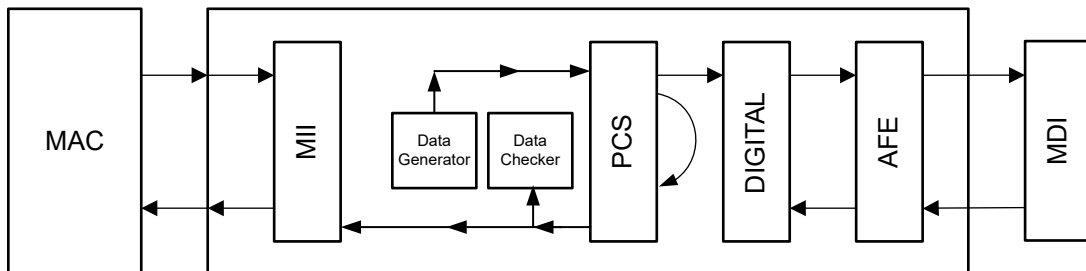 MAC
MII
Data
Generator
Data
Checker
PCS
DIGITAL
AFE
MDI